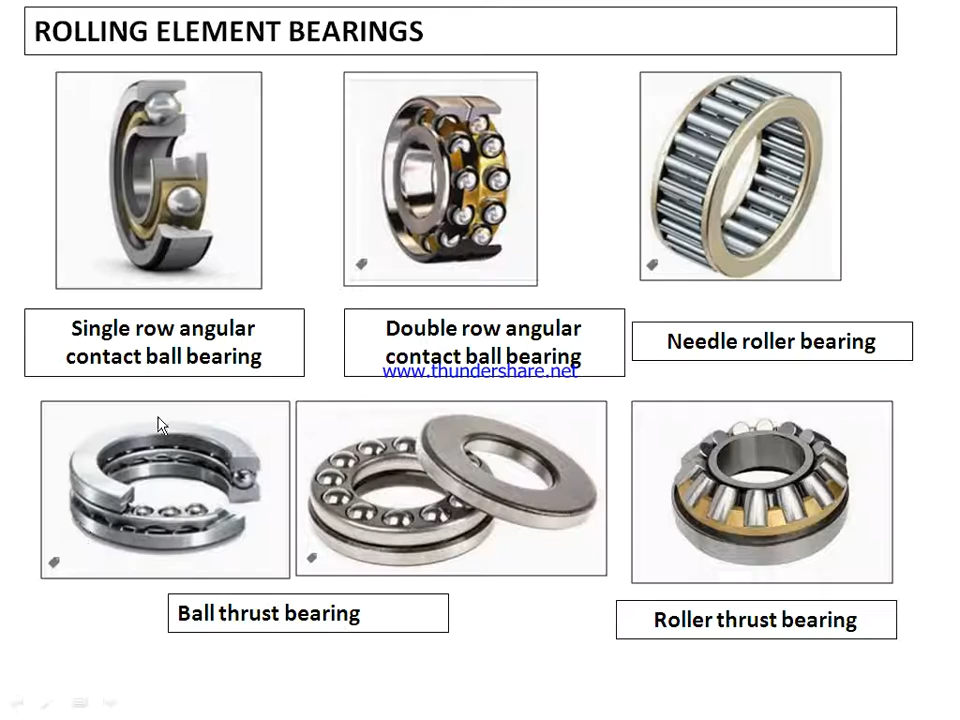 ROLLING ELEMENT BEARINGS
Single row angular
contact ball bearing
Double row angular
contact ball bearing
www.thundershare.net
Needle roller bearing
Ball thrust bearing
Roller thrust bearing